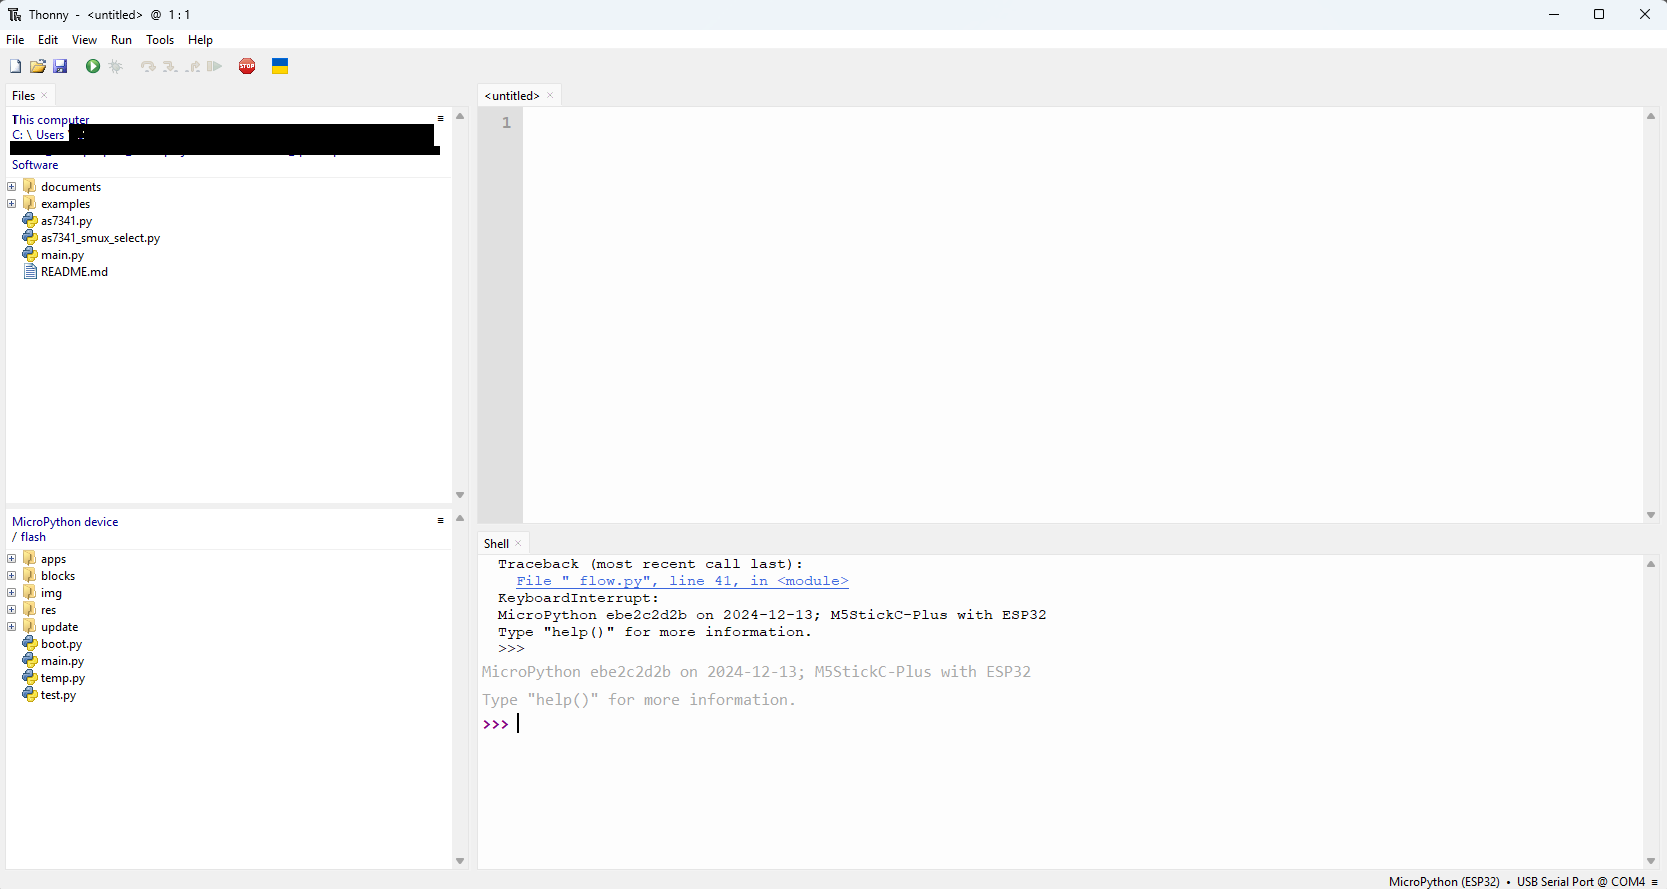 Thonny - <untitled> @ 1 : 1
File Edit View Run Tools Help
STOP
Files
This computer
C: \ Users
Software
documents
examples
as7341.py
as7341_smux_select.py
main.py
README.md
MicroPython device
/ flash
apps
blocks
img
res
update
boot.py
main.py
temp.py
test.py
<untitled>
1
Shell
Traceback (most recent call last):
File " flow.py", line 41, in <module>
KeyboardInterrupt:
MicroPython ebe2c2d2b on 2024-12-13; M5StickC-Plus with ESP32
Type "help()" for more information.
>>>
MicroPython ebe2c2d2b on 2024-12-13; M5StickC-Plus with ESP32
Type "help()" for more information.
>>>
MicroPython (ESP32) • USB Serial Port @ COM4 ≡